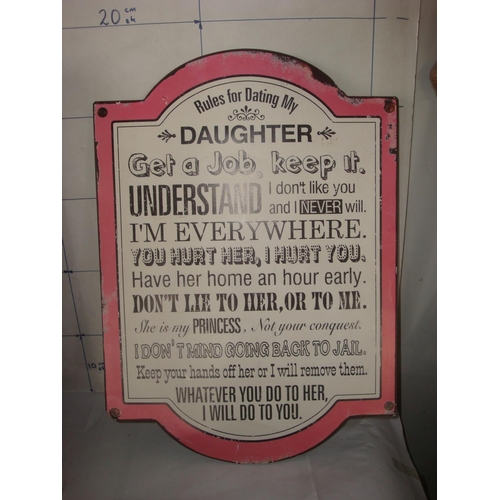 20 cm
Rules for Dating My
DAUGHTER
Get a Job, keep it.
UNDERSTAND I don't like you
and I NEVER will.
I'M EVERYWHERE.
YOU HURT HER, I HURT YOU.
Have her home an hour early.
DON'T LIE TO HER, OR TO ME.
She is my PRINCESS, Not your conquest.
I DON'T MIND GOING BACK TO JAIL.
Keep your hands off her or I will remove them.
WHATEVER YOU DO TO HER,
I WILL DO TO YOU.
10